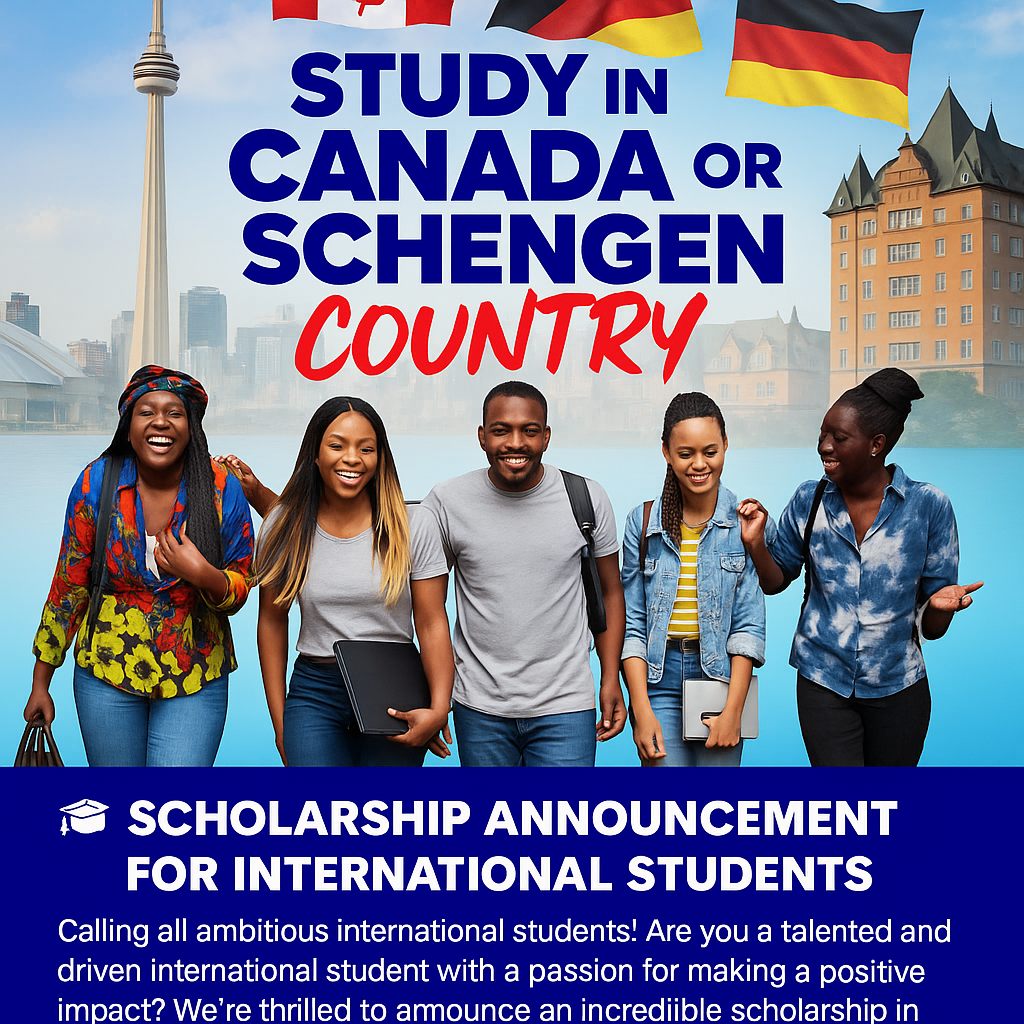 STUDY IN
CANADA OR
SCHENGEN
COUNTRY
SCHOLARSHIP ANNOUNCEMENT
FOR INTERNATIONAL STUDENTS
Calling all ambitious international students! Are you a talented and
driven international student with a passion for making a positive
impact? We're thrilled to amounce an incrediible scholarship in